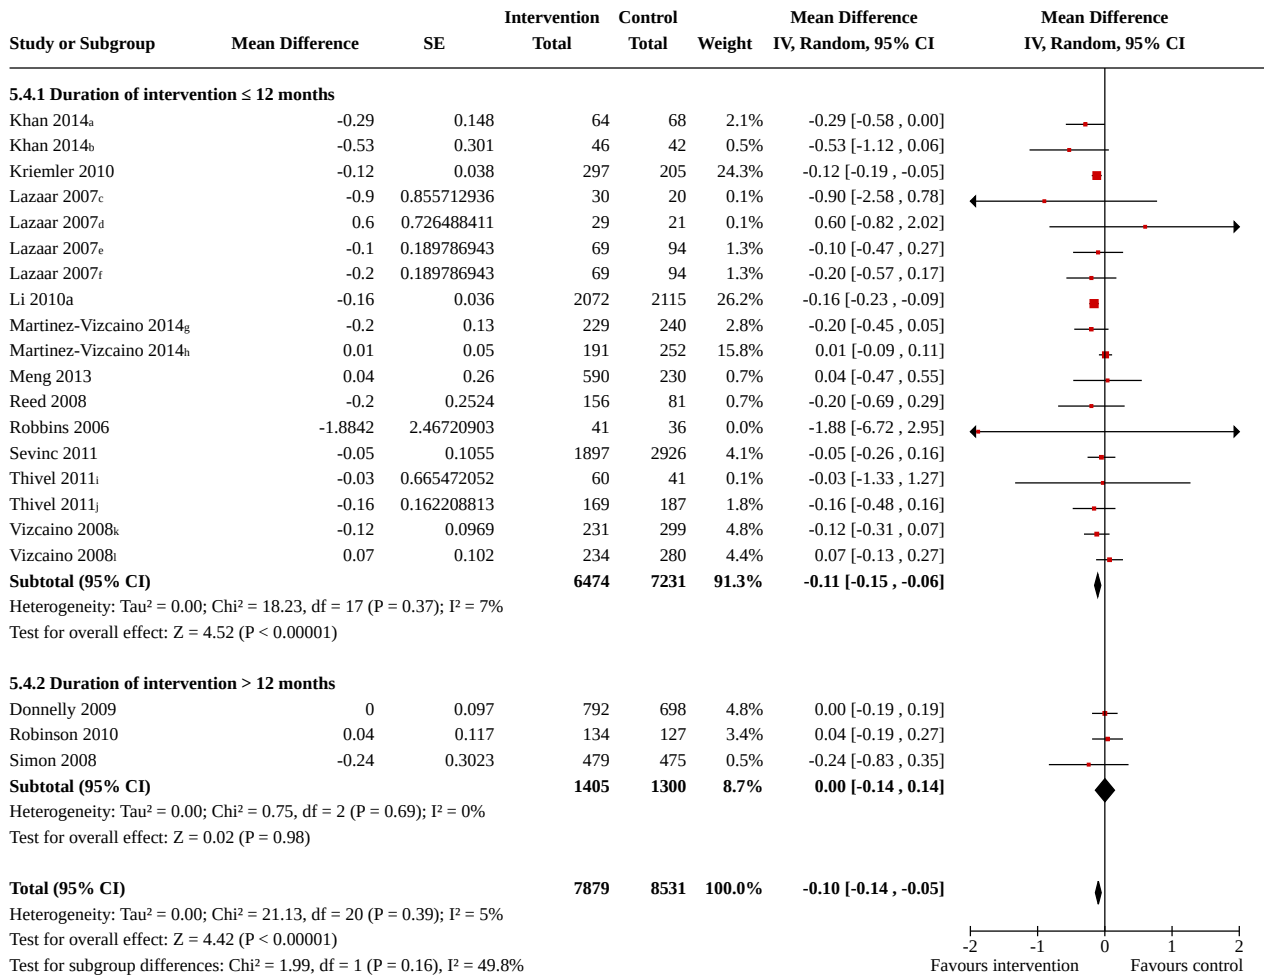 Intervention Control Mean Difference Mean Difference
Study or Subgroup Mean Difference SE Total Total Weight IV, Random, 95% CI IV, Random, 95% CI
5.4.1 Duration of intervention ≤ 12 months
Khan 2014a -0.29 0.148 64 68 2.1% -0.29 [-0.58 , 0.00]
Khan 2014b -0.53 0.301 46 42 0.5% -0.53 [-1.12 , 0.06]
Kriemler 2010 -0.12 0.038 297 205 24.3% -0.12 [-0.19 , -0.05]
Lazaar 2007c -0.9 0.855712936 30 20 0.1% -0.90 [-2.58 , 0.78]
Lazaar 2007d 0.6 0.726488411 29 21 0.1% 0.60 [-0.82 , 2.02]
Lazaar 2007e -0.1 0.189786943 69 94 1.3% -0.10 [-0.47 , 0.27]
Lazaar 2007f -0.2 0.189786943 69 94 1.3% -0.20 [-0.57 , 0.17]
Li 2010a -0.16 0.036 2072 2115 26.2% -0.16 [-0.23 , -0.09]
Martinez-Vizcaino 2014g -0.2 0.13 229 240 2.8% -0.20 [-0.45 , 0.05]
Martinez-Vizcaino 2014h 0.01 0.05 191 252 15.8% 0.01 [-0.09 , 0.11]
Meng 2013 0.04 0.26 590 230 0.7% 0.04 [-0.47 , 0.55]
Reed 2008 -0.2 0.2524 156 81 0.7% -0.20 [-0.69 , 0.29]
Robbins 2006 -1.8842 2.46720903 41 36 0.0% -1.88 [-6.72 , 2.95]
Sevinc 2011 -0.05 0.1055 1897 2926 4.1% -0.05 [-0.26 , 0.16]
Thivel 2011i -0.03 0.665472052 60 41 0.1% -0.03 [-1.33 , 1.27]
Thivel 2011j -0.16 0.162208813 169 187 1.8% -0.16 [-0.48 , 0.16]
Vizcaino 2008k -0.12 0.0969 231 299 4.8% -0.12 [-0.31 , 0.07]
Vizcaino 2008l 0.07 0.102 234 280 4.4% 0.07 [-0.13 , 0.27]
Subtotal (95% CI) 6474 7231 91.3% -0.11 [-0.15 , -0.06]
Heterogeneity: Tau² = 0.00; Chi² = 18.23, df = 17 (P = 0.37); I² = 7%
Test for overall effect: Z = 4.52 (P < 0.00001)
5.4.2 Duration of intervention > 12 months
Donnelly 2009 0 0.097 792 698 4.8% 0.00 [-0.19 , 0.19]
Robinson 2010 0.04 0.117 134 127 3.4% 0.04 [-0.19 , 0.27]
Simon 2008 -0.24 0.3023 479 475 0.5% -0.24 [-0.83 , 0.35]
Subtotal (95% CI) 1405 1300 8.7% 0.00 [-0.14 , 0.14]
Heterogeneity: Tau² = 0.00; Chi² = 0.75, df = 2 (P = 0.69); I² = 0%
Test for overall effect: Z = 0.02 (P = 0.98)
Total (95% CI) 7879 8531 100.0% -0.10 [-0.14 , -0.05]
Heterogeneity: Tau² = 0.00; Chi² = 21.13, df = 20 (P = 0.39); I² = 5%
Test for overall effect: Z = 4.42 (P < 0.00001)
Test for subgroup differences: Chi² = 1.99, df = 1 (P = 0.16), I² = 49.8%
-2 -1 0 1 2
Favours intervention Favours control